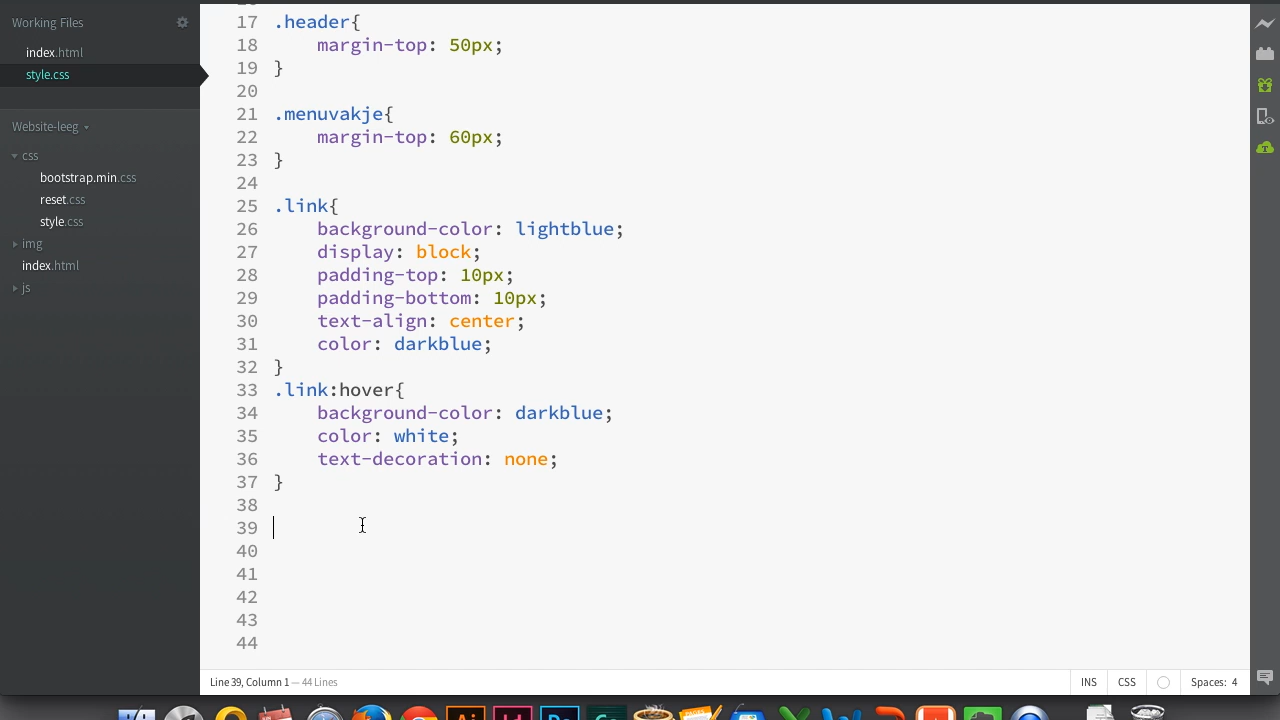 Working Files
index.html
style.css
Website-leeg
css
bootstrap.min.css
reset.css
style.css
img
index.html
js
17 .header{
18 margin-top: 50px;
19 }
20
21 .menuvakje{
22 margin-top: 60px;
23 }
24
25 .link{
26 background-color: lightblue;
27 display: block;
28 padding-top: 10px;
29 padding-bottom: 10px;
30 text-align: center;
31 color: darkblue;
32 }
33 .link:hover{
34 background-color: darkblue;
35 color: white;
36 text-decoration: none;
37 }
38
39
40
41
42
43
44
Line 39, Column 1 — 44 Lines
INS CSS Spaces: 4